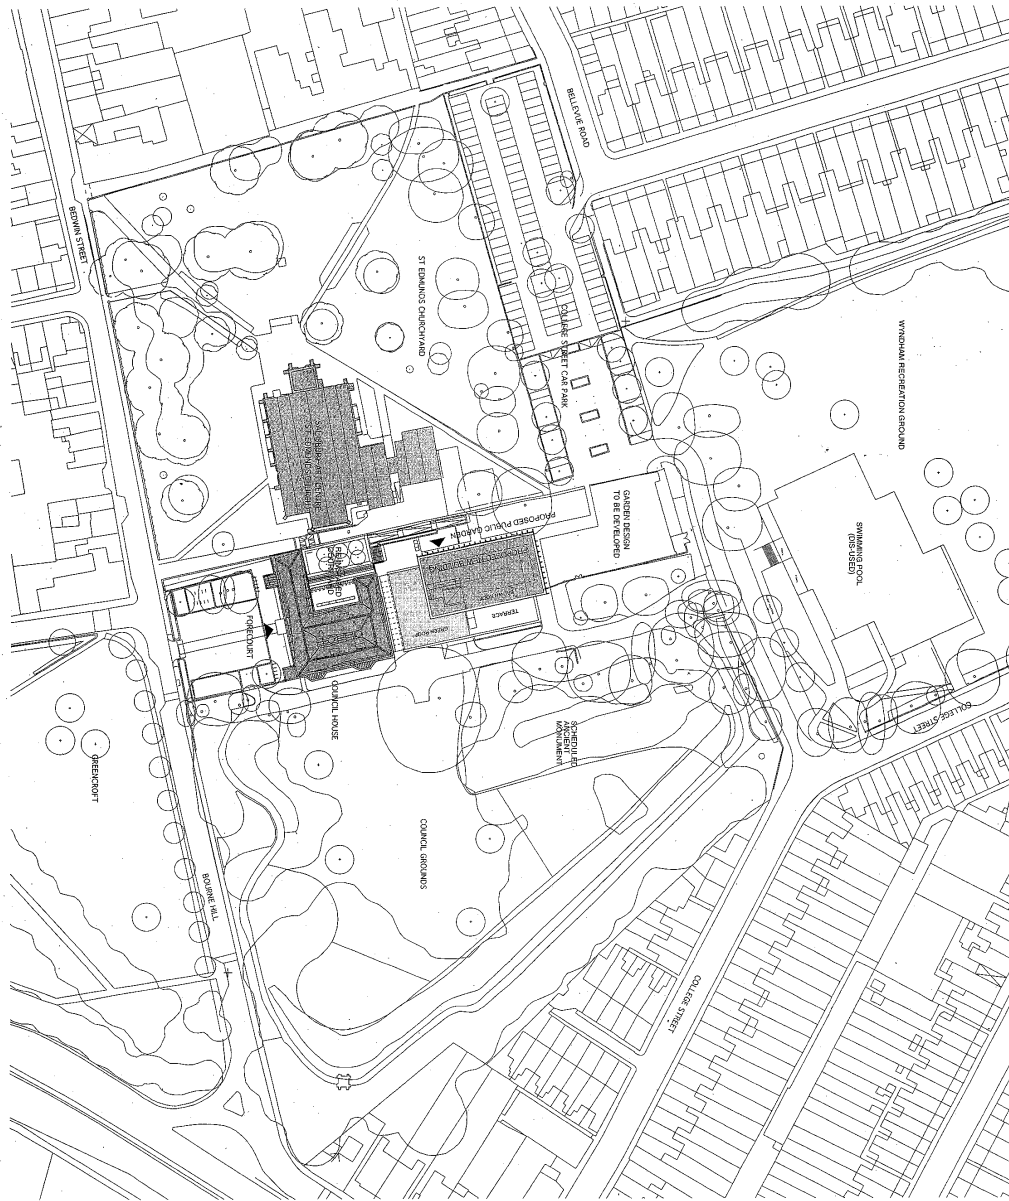 BELLEVUE ROAD
BEDWIN STREET
ST EDMUNDS CHURCHYARD
COLLEGE STREET CAR PARK
WYNDHAM RECREATION GROUND
SWIMMING POOL
(DIS-USED)
GARDEN DESIGN
TO BE DEVELOPED
PROPOSED PUBLIC GARDEN
TERRACE
FORECOURT
COUNCIL HOUSE
SCHEDULED
ANCIENT
MONUMENT
COLLEGE STREET
GREENCROFT
COUNCIL GROUNDS
BOURNE HILL
COLLEGE STREET